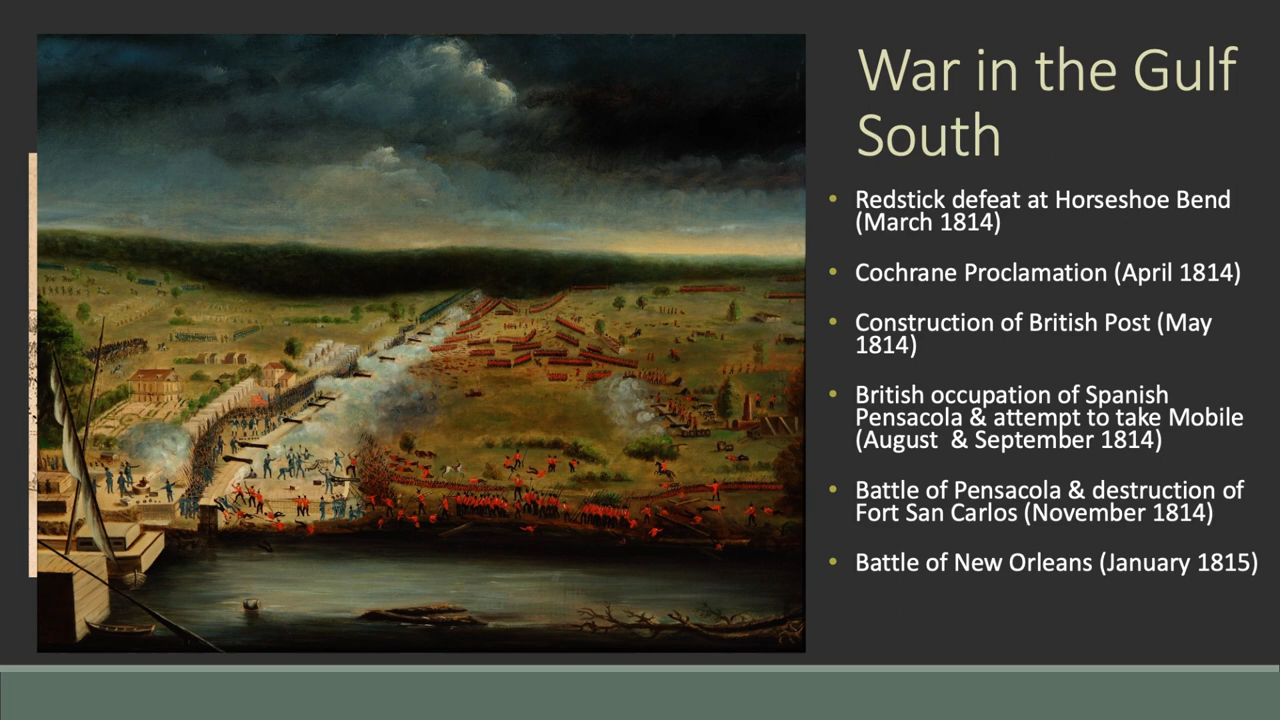 War in the Gulf
South
• Redstick defeat at Horseshoe Bend
(March 1814)
• Cochrane Proclamation (April 1814)
• Construction of British Post (May
1814)
• British occupation of Spanish
Pensacola & attempt to take Mobile
(August  & September 1814)
• Battle of Pensacola & destruction of
Fort San Carlos (November 1814)
• Battle of New Orleans (January 1815)